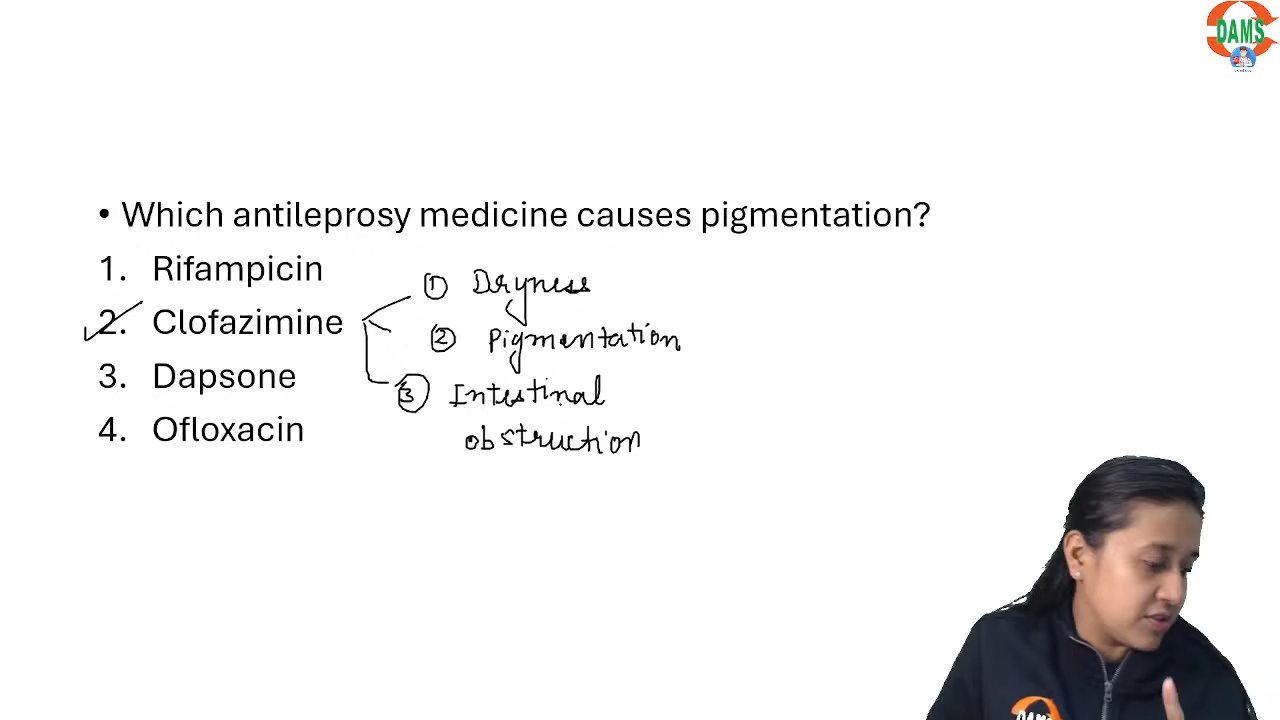 DAMS
• Which antileprosy medicine causes pigmentation?
1. Rifampicin
2. Clofazimine
3. Dapsone
4. Ofloxacin
① Dryness
② Pigmentation
③ Intestinal
obstruction
DAMS